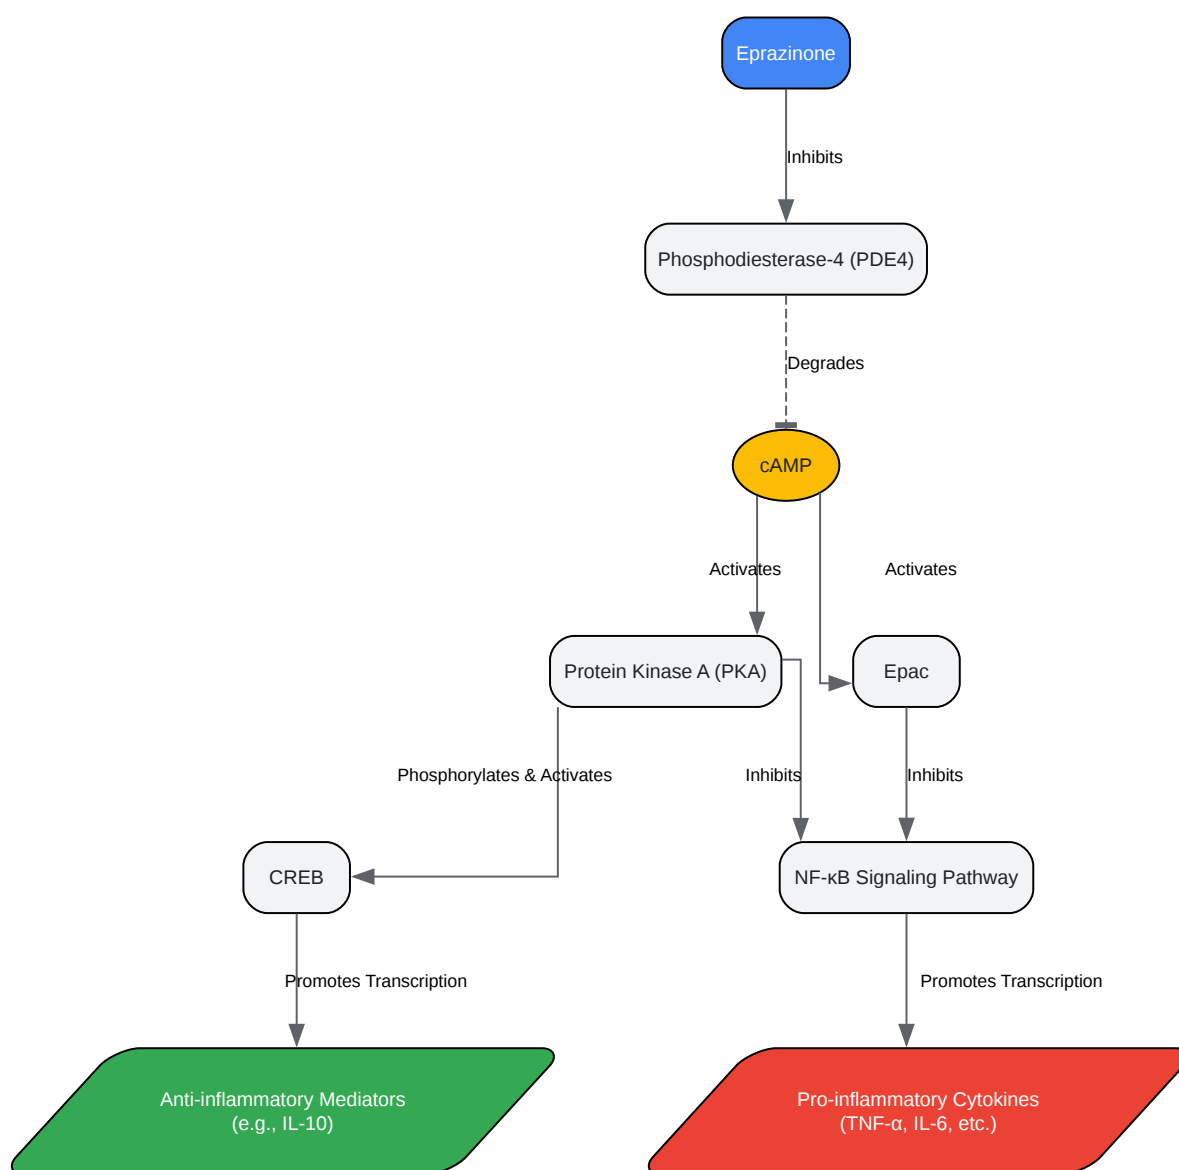 Eprazinone
Inhibits
Phosphodiesterase-4 (PDE4)
Degrades
cAMP
Activates
Activates
Protein Kinase A (PKA)
Epac
Phosphorylates & Activates
Inhibits
Inhibits
CREB
NF-κB Signaling Pathway
Promotes Transcription
Promotes Transcription
Anti-inflammatory Mediators
(e.g., IL-10)
Pro-inflammatory Cytokines
(TNF-α, IL-6, etc.)